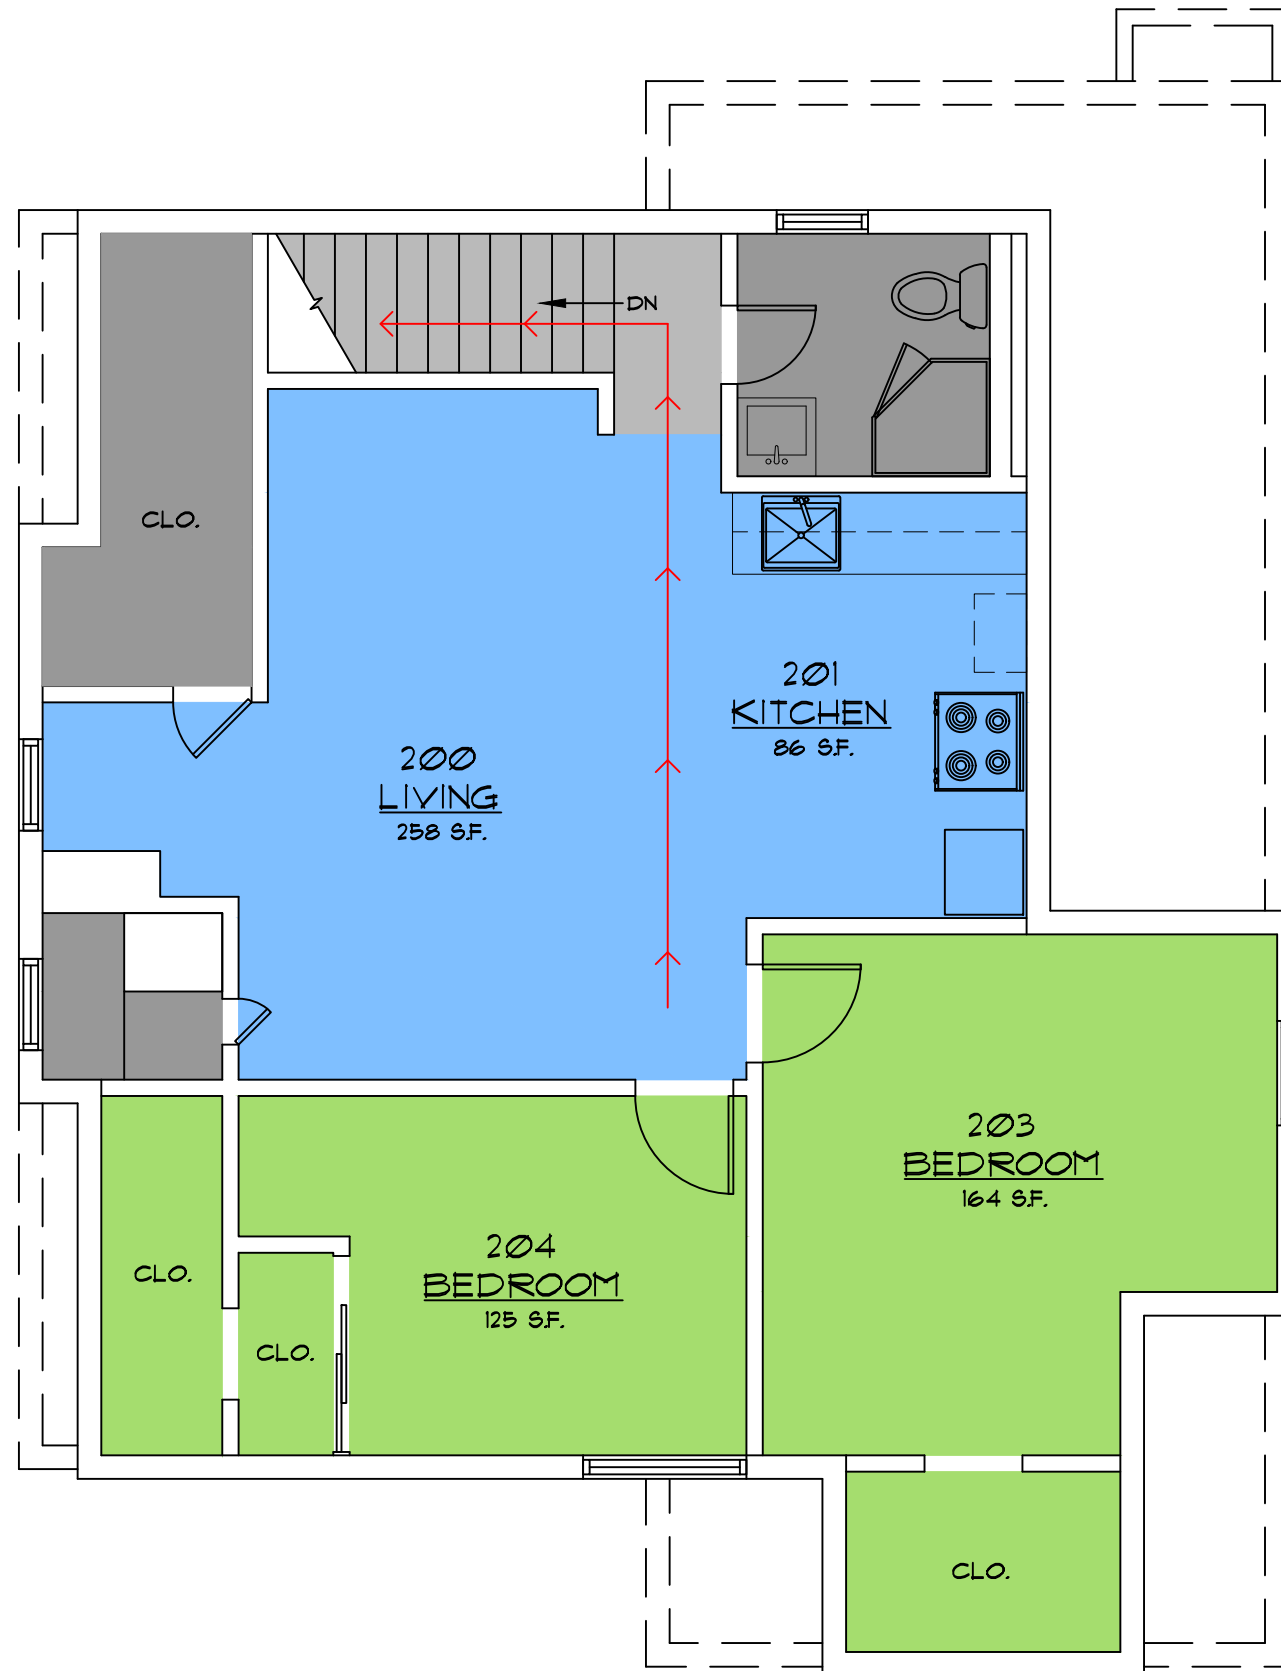 DN
CLO.
201
KITCHEN
86 S.F.
200
LIVING
258 S.F.
203
BEDROOM
164 S.F.
204
BEDROOM
125 S.F.
CLO.
CLO.
CLO.